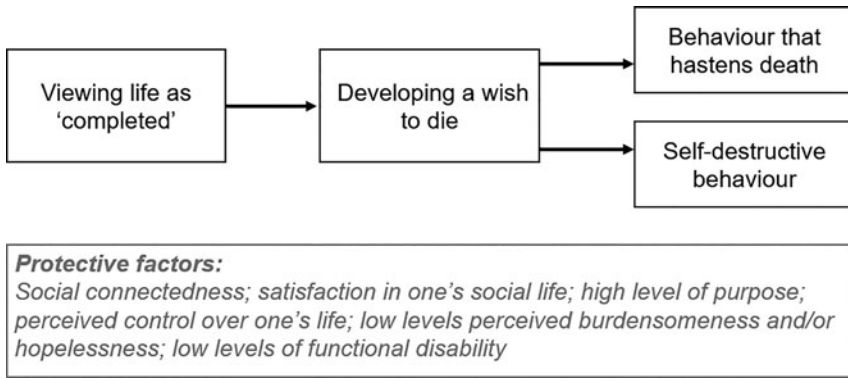 Viewing life as
‘completed’
Developing a wish
to die
Behaviour that
hastens death
Self-destructive
behaviour
Protective factors:
Social connectedness; satisfaction in one’s social life; high level of purpose;
perceived control over one’s life; low levels perceived burdensomeness and/or
hopelessness; low levels of functional disability